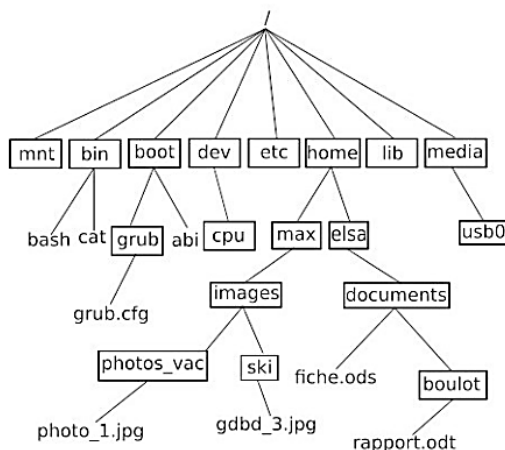 /
mnt bin boot dev etc home lib media
bash cat grub abi cpu max elsa usb0
grub.cfg images documents
photos_vac ski fiche.ods boulot
photo_1.jpg gdbd_3.jpg rapport.odt